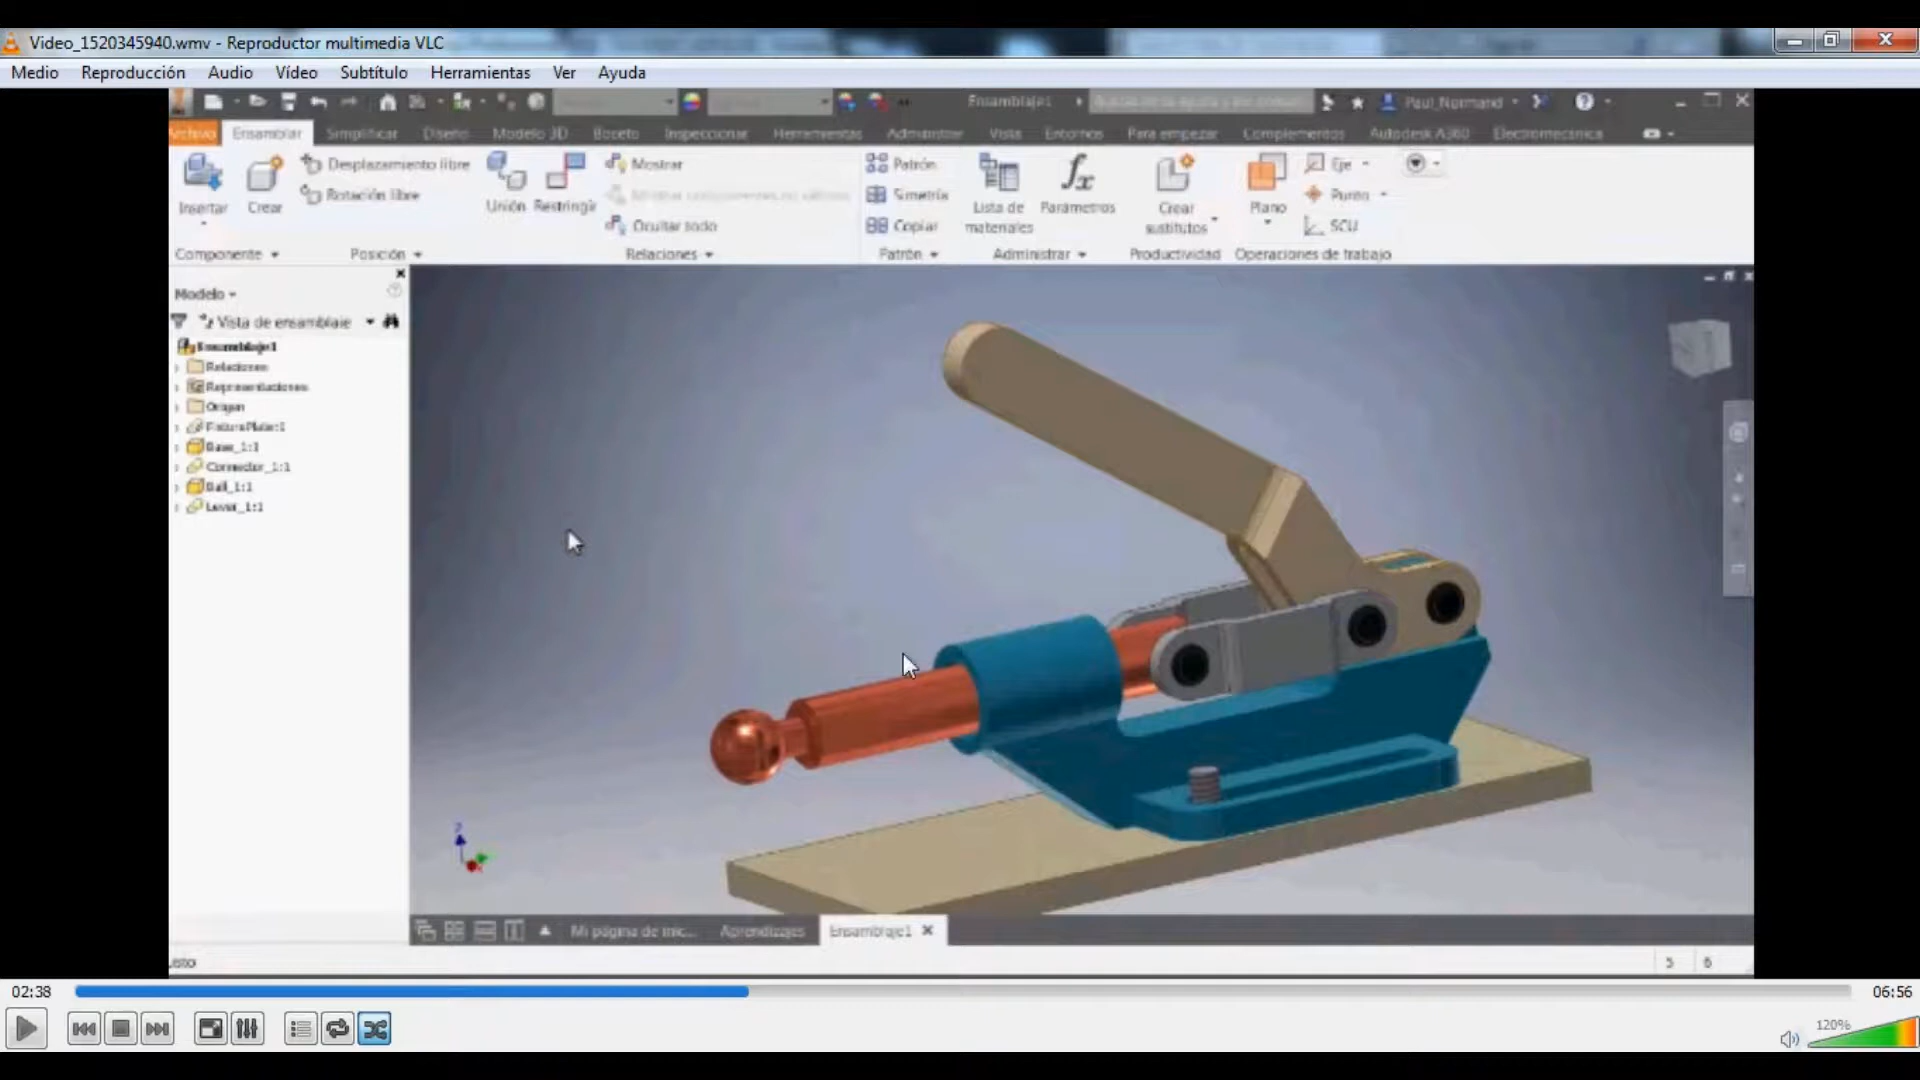 Video_1520345940.wmv - Reproductor multimedia VLC
Medio Reproducción Audio Vídeo Subtítulo Herramientas Ver Ayuda
Ensamblaje1 Paul_Normand
Archivo Ensamblar Simplificar Diseño Modelo 3D Boceto Inspeccionar Herramientas Administrar Vista Entornos Para empezar Complementos Autodesk A360 Electromecánica
Insertar Crear Desplazamiento libre Rotación libre Unión Restringir Mostrar Ocultar todo Patrón Simetría Copiar Lista de materiales Parámetros Crear sustitutos Plano Eje Punto SCU
Componente Posición Relaciones Patrón Administrar Productividad Operaciones de trabajo
Modelo
Vista de ensamblaje
Ensamblaje1
Relaciones
Representaciones
Origen
FixturePlate:1
Base_1:1
Connector_1:1
Ball_1:1
Lever_1:1
Z
Mi página de inic... Aprendizajes Ensamblaje1
5 6
02:38 06:56
120%